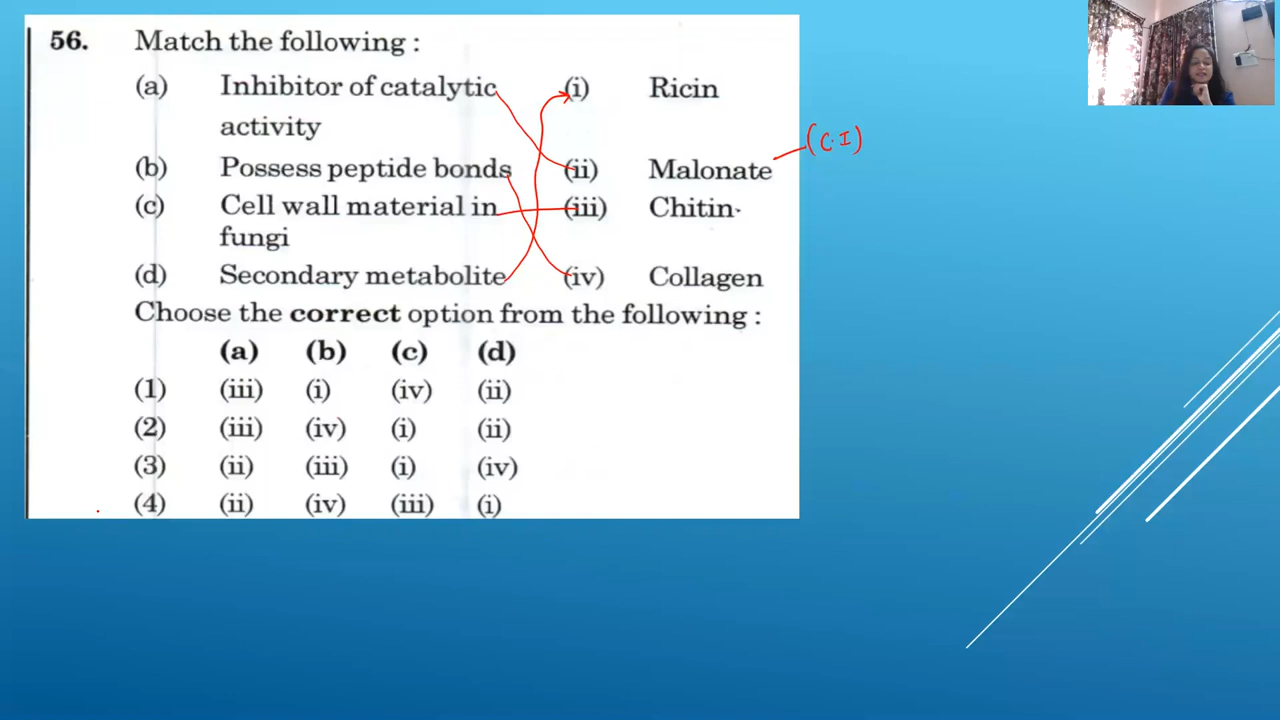 56. Match the following :
(a) Inhibitor of catalytic (i) Ricin
activity
(C.I)
(b) Possess peptide bonds (ii) Malonate
(c) Cell wall material in (iii) Chitin
fungi
(d) Secondary metabolite (iv) Collagen
Choose the correct option from the following :
(a) (b) (c) (d)
(1) (iii) (i) (iv) (ii)
(2) (iii) (iv) (i) (ii)
(3) (ii) (iii) (i) (iv)
(4) (ii) (iv) (iii) (i)